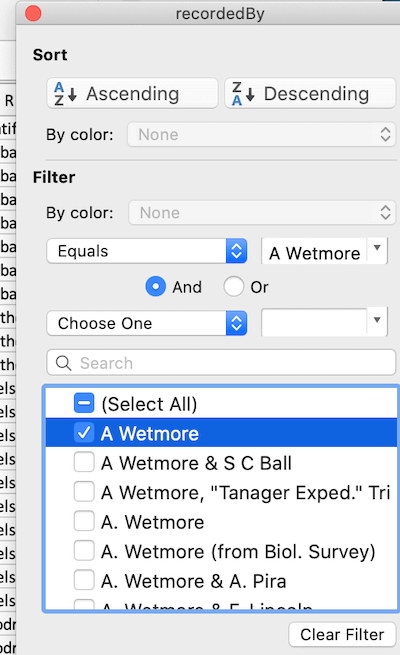 recordedBy
Sort
A Z Ascending
Z A Descending
By color: None
Filter
By color: None
Equals
A Wetmore
And Or
Choose One
Search
(Select All)
A Wetmore
A Wetmore & S C Ball
A Wetmore, "Tanager Exped." Tri
A. Wetmore
A. Wetmore (from Biol. Survey)
A. Wetmore & A. Pira
A. Wetmore & F. Lincoln
Clear Filter